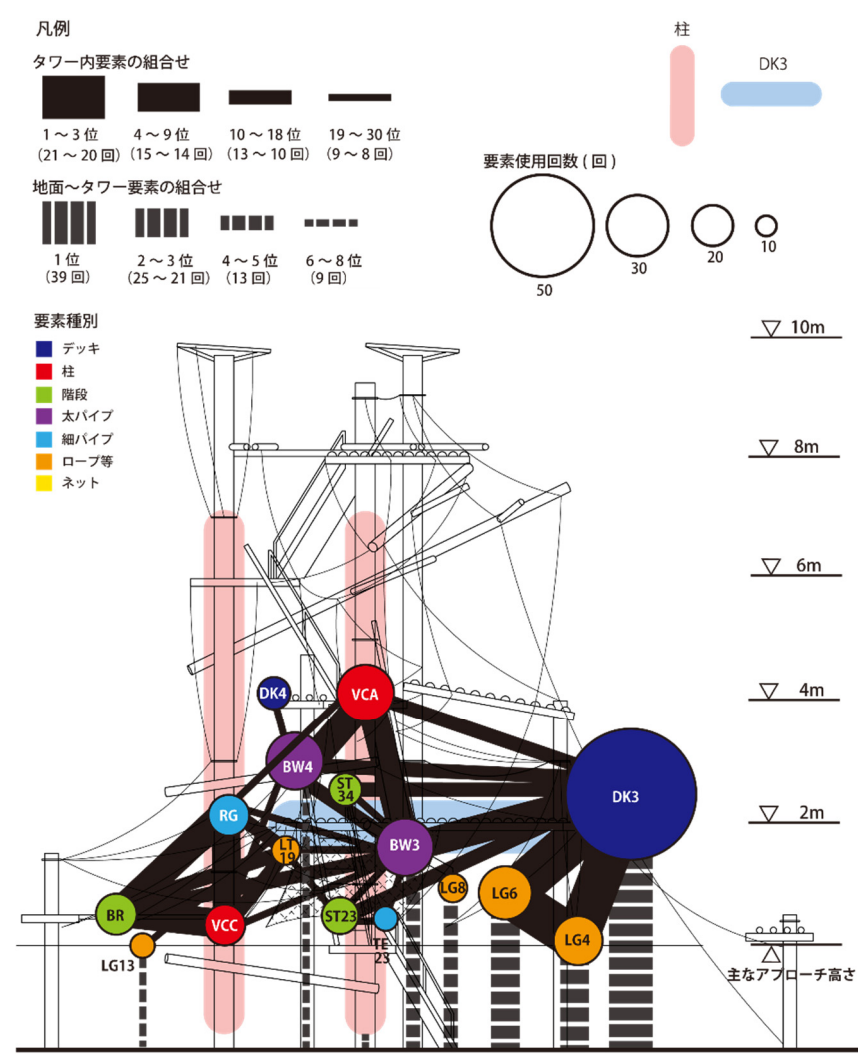 凡例
タワー内要素の組合せ
1～3位 4～9位 10～18位 19～30位
(21～20回) (15～14回) (13～10回) (9～8回)
地面～タワー要素の組合せ
1位 2～3位 4～5位 6～8位
(39回) (25～21回) (13回) (9回)
柱
DK3
要素使用回数(回)
50
30
20
10
要素種別
デッキ
柱
階段
太パイプ
細パイプ
ロープ等
ネット
10m
8m
6m
4m
2m
主なアプローチ高さ
DK4
VCA
BW4
ST
34
DK3
RG
LT
19
BW3
LG8
LG6
BR
VCC
ST23
TE
23
LG4
LG13